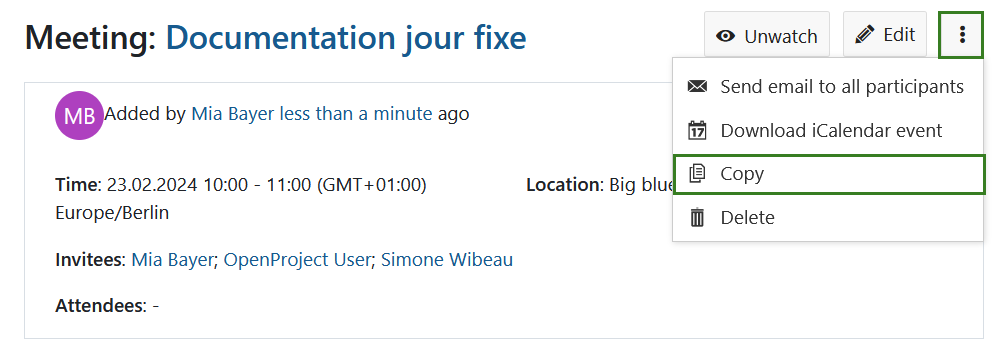 Meeting: Documentation jour fixe
Unwatch
Edit
Send email to all participants
MB
Added by Mia Bayer less than a minute ago
17
Download iCalendar event
Copy
Time: 23.02.2024 10:00 - 11:00 (GMT+01:00)
Europe/Berlin
Location: Big blue
Delete
Invitees: Mia Bayer; OpenProject User; Simone Wibeau
Attendees: -